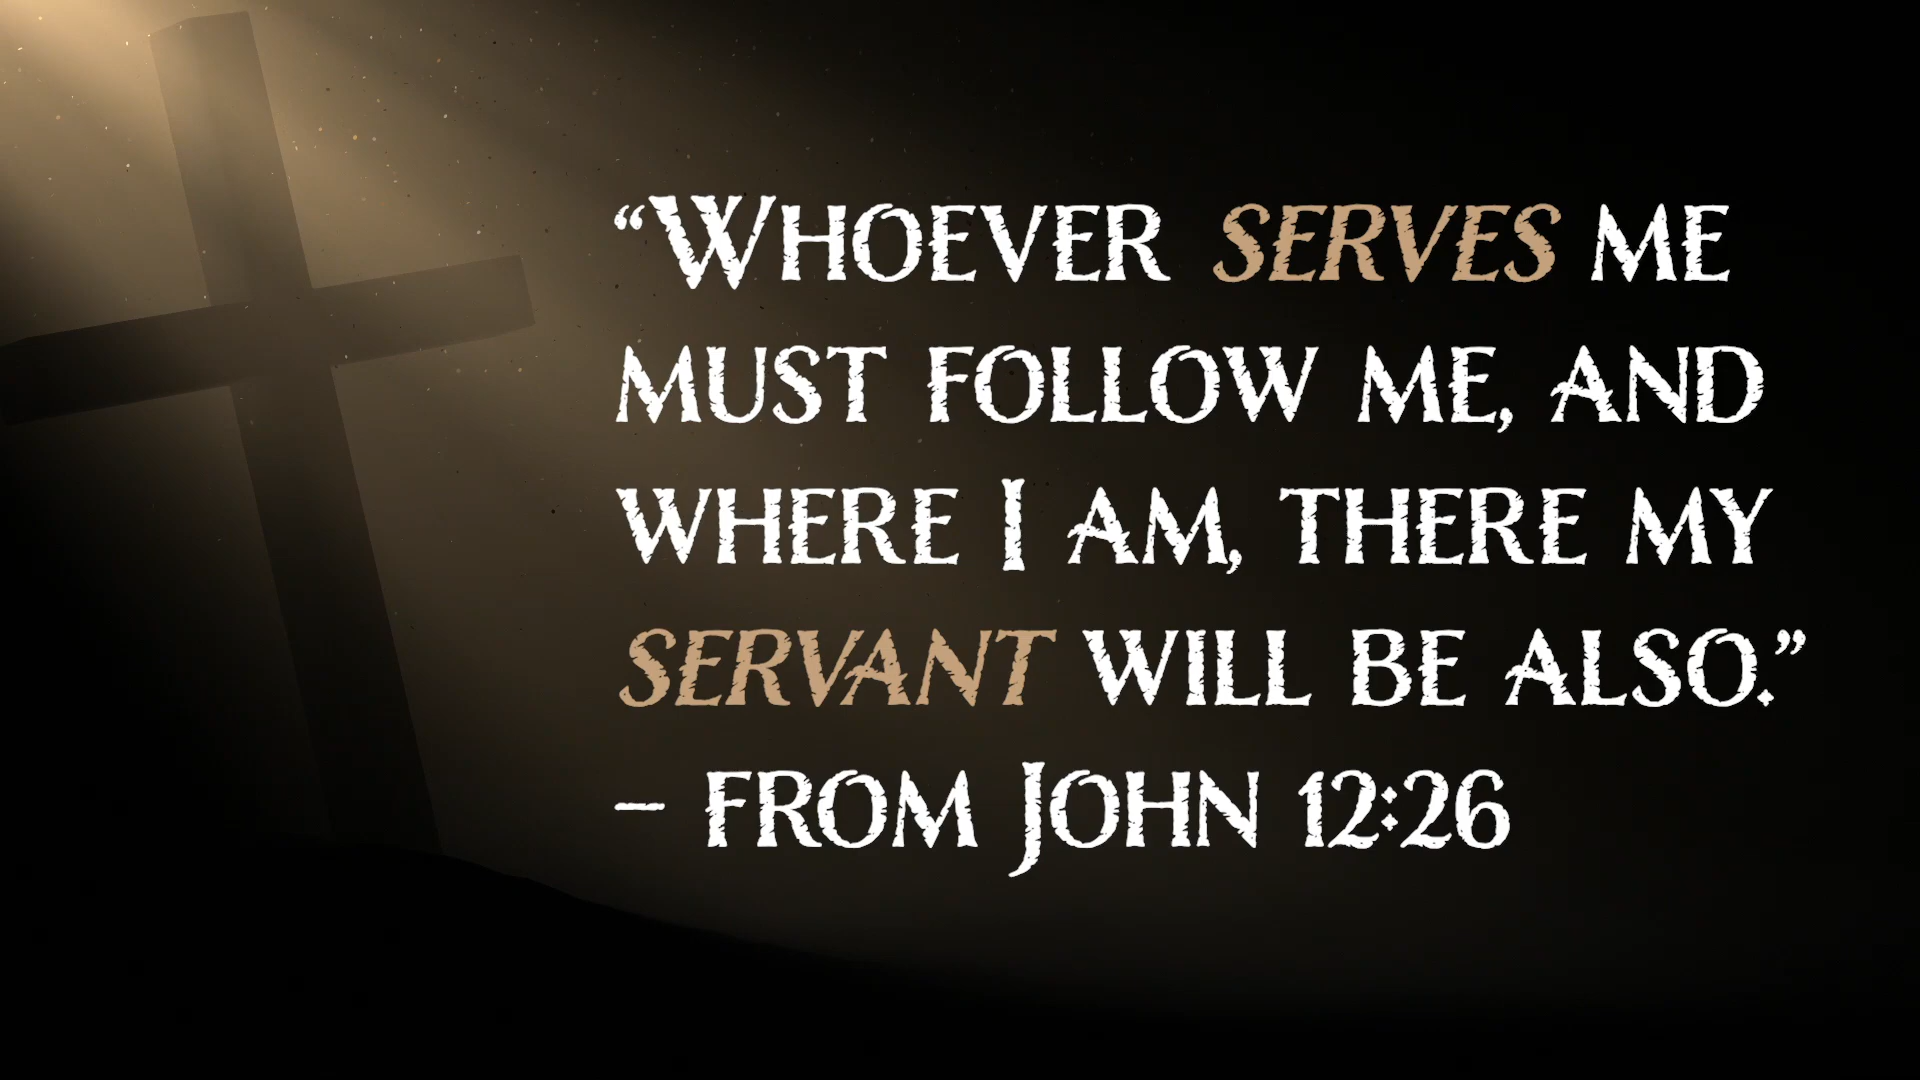 “Whoever serves me
must follow me, and
where I am, there my
servant will be also.”
– from John 12:26